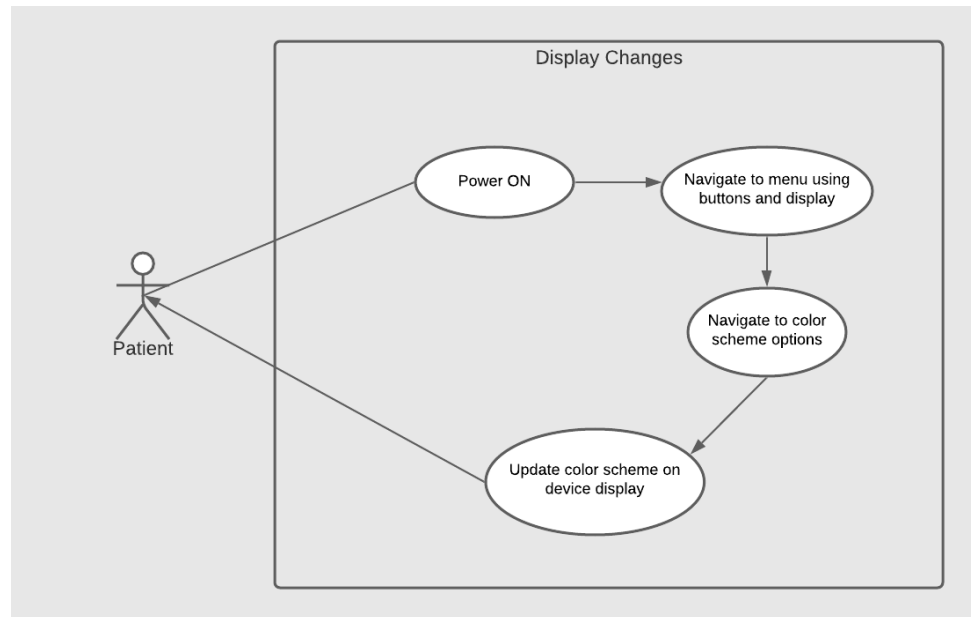 Display Changes
Power ON
Navigate to menu using
buttons and display
Navigate to color
scheme options
Patient
Update color scheme on
device display